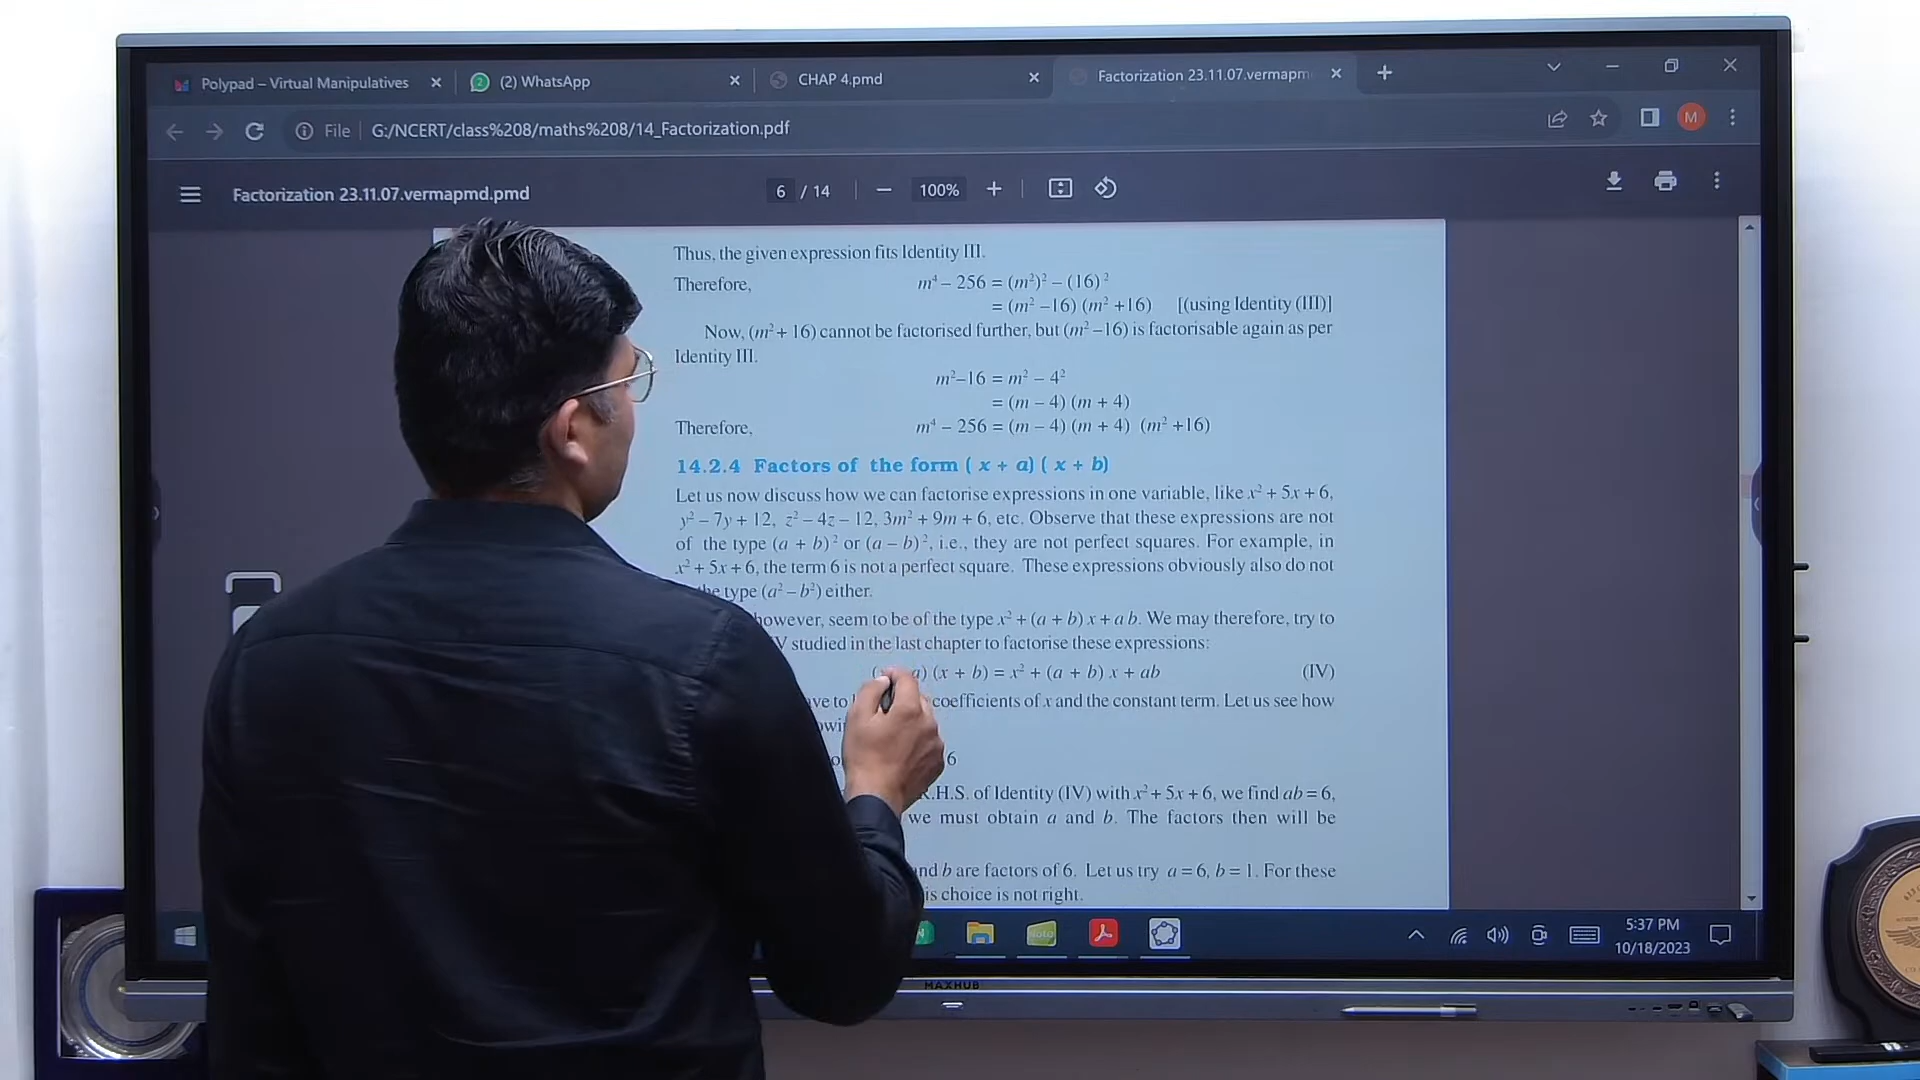 Polypad – Virtual Manipulatives
(2) WhatsApp
CHAP 4.pmd
Factorization 23.11.07.vermapm
File G:/NCERT/class%208/maths%208/14_Factorization.pdf
M
Factorization 23.11.07.vermapmd.pmd
6 / 14
100%
Thus, the given expression fits Identity III.
Therefore, m⁴ – 256 = (m²)² – (16)²
= (m² –16) (m² +16) [(using Identity (III)]
Now, (m² + 16) cannot be factorised further, but (m² –16) is factorisable again as per
Identity III.
m²–16 = m² – 4²
= (m – 4) (m + 4)
Therefore, m⁴ – 256 = (m – 4) (m + 4) (m² +16)
14.2.4 Factors of the form ( x + a) ( x + b)
Let us now discuss how we can factorise expressions in one variable, like x² + 5x + 6,
y² – 7y + 12, z² – 4z – 12, 3m² + 9m + 6, etc. Observe that these expressions are not
of the type (a + b)² or (a – b)², i.e., they are not perfect squares. For example, in
x² + 5x + 6, the term 6 is not a perfect square. These expressions obviously also do not
the type (a² – b²) either.
however, seem to be of the type x² + (a + b) x + a b. We may therefore, try to
studied in the last chapter to factorise these expressions:
a) (x + b) = x² + (a + b) x + ab (IV)
coefficients of x and the constant term. Let us see how
6
R.H.S. of Identity (IV) with x² + 5x + 6, we find ab = 6,
we must obtain a and b. The factors then will be
b are factors of 6. Let us try a = 6, b = 1. For these
choice is not right.
5:37 PM
10/18/2023
MAXHUB